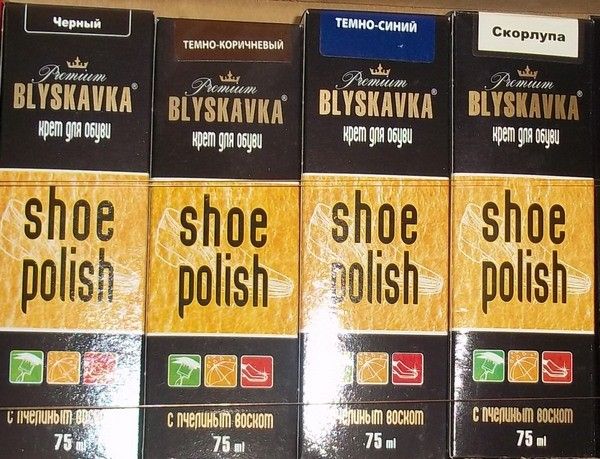 Черный
Premium
BLYSKAVKA®
крем для обуви
shoe
polish
с пчелиным воском
75 ml
ТЕМНО-КОРИЧНЕВЫЙ
Premium
BLYSKAVKA®
крем для обуви
shoe
polish
с пчелиным воском
75 ml
ТЕМНО-СИНИЙ
Premium
BLYSKAVKA®
крем для обуви
shoe
polish
с пчелиным воском
75 ml
Скорлупа
Premium
BLYSKAVKA®
крем для обуви
shoe
polish
с пчелиным воском
75 ml